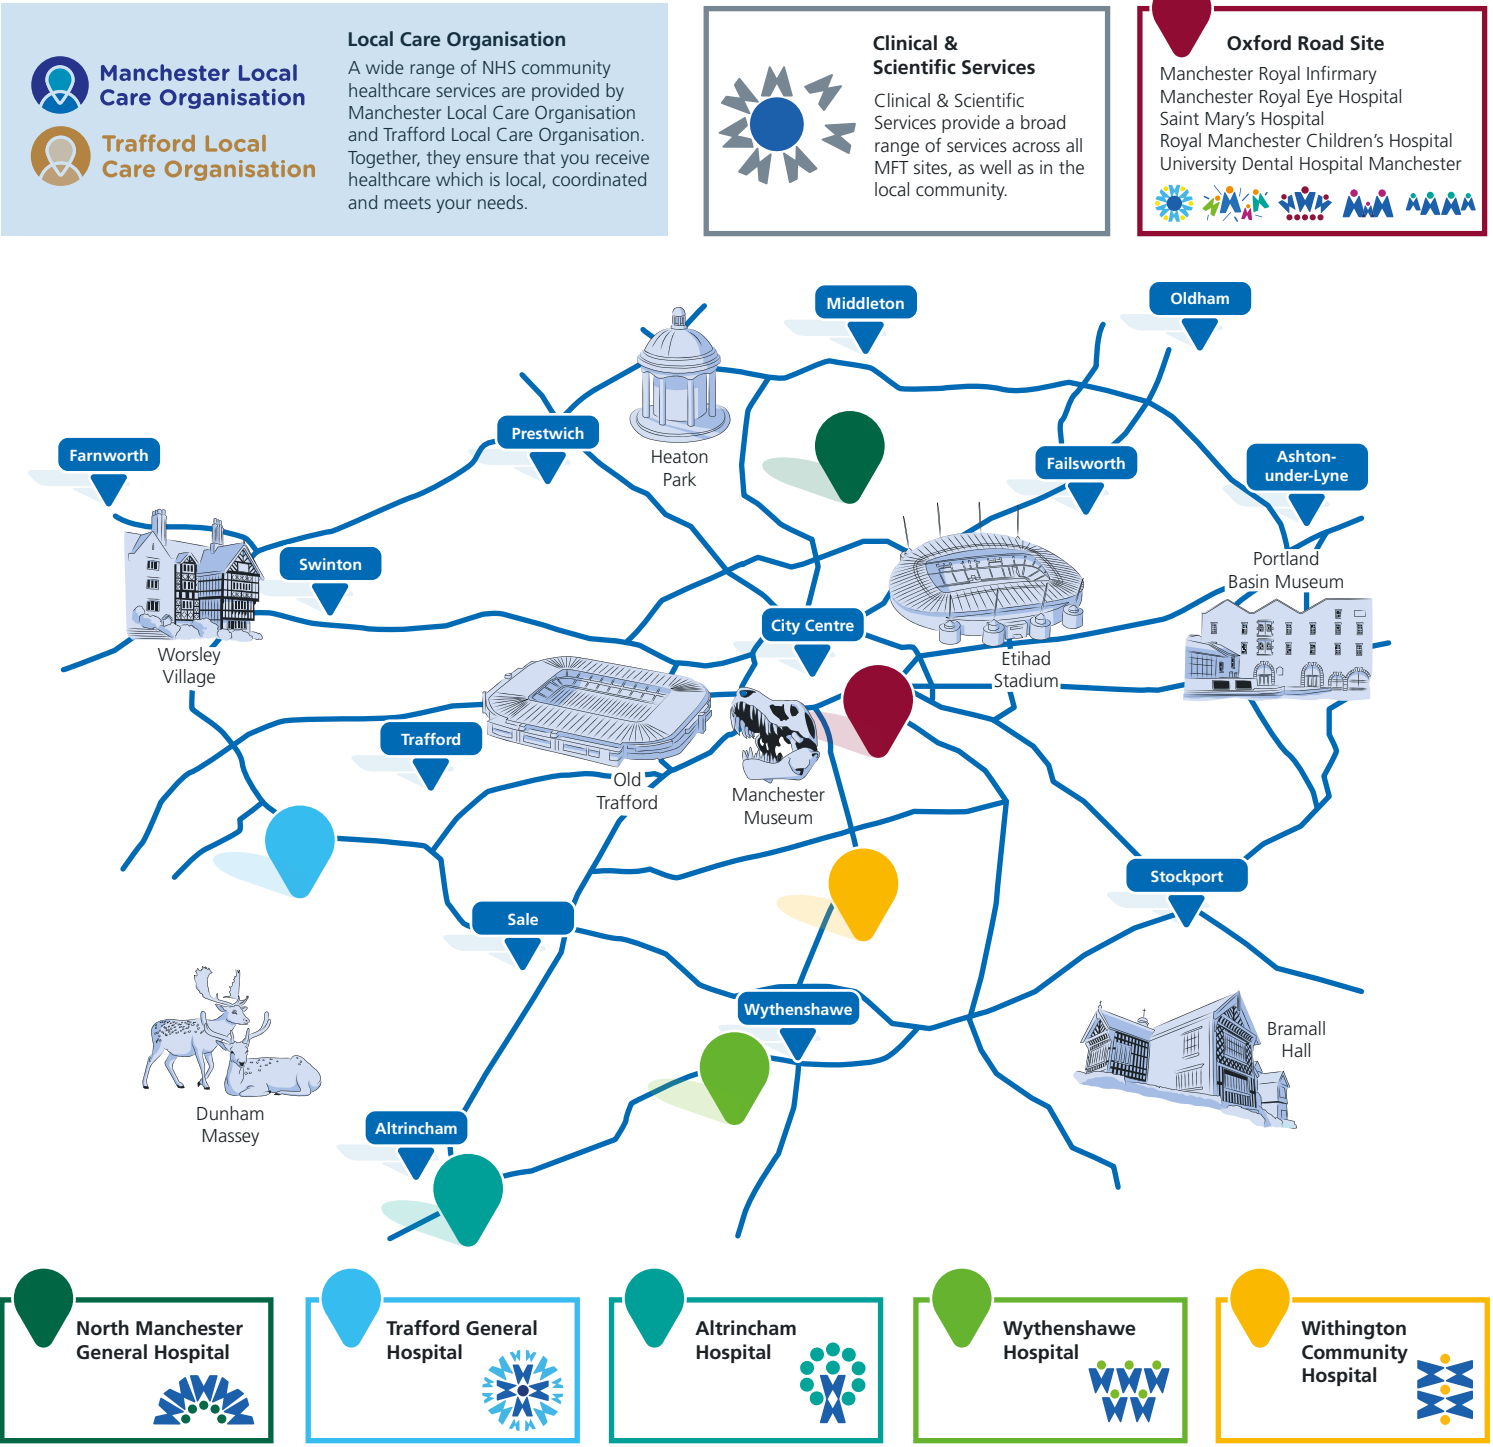 Manchester Local
Care Organisation
Trafford Local
Care Organisation
Local Care Organisation
A wide range of NHS community
healthcare services are provided by
Manchester Local Care Organisation
and Trafford Local Care Organisation.
Together, they ensure that you receive
healthcare which is local, coordinated
and meets your needs.
Clinical &
Scientific Services
Clinical & Scientific
Services provide a broad
range of services across all
MFT sites, as well as in the
local community.
Oxford Road Site
Manchester Royal Infirmary
Manchester Royal Eye Hospital
Saint Mary's Hospital
Royal Manchester Children's Hospital
University Dental Hospital Manchester
Middleton
Oldham
Prestwich
Heaton
Park
Farnworth
Failsworth
Ashton-
under-Lyne
Swinton
Portland
Basin Museum
City Centre
Worsley
Village
Etihad
Stadium
Trafford
Old
Trafford
Manchester
Museum
Stockport
Sale
Wythenshawe
Bramall
Hall
Dunham
Massey
Altrincham
North Manchester
General Hospital
Trafford General
Hospital
Altrincham
Hospital
Wythenshawe
Hospital
Withington
Community
Hospital